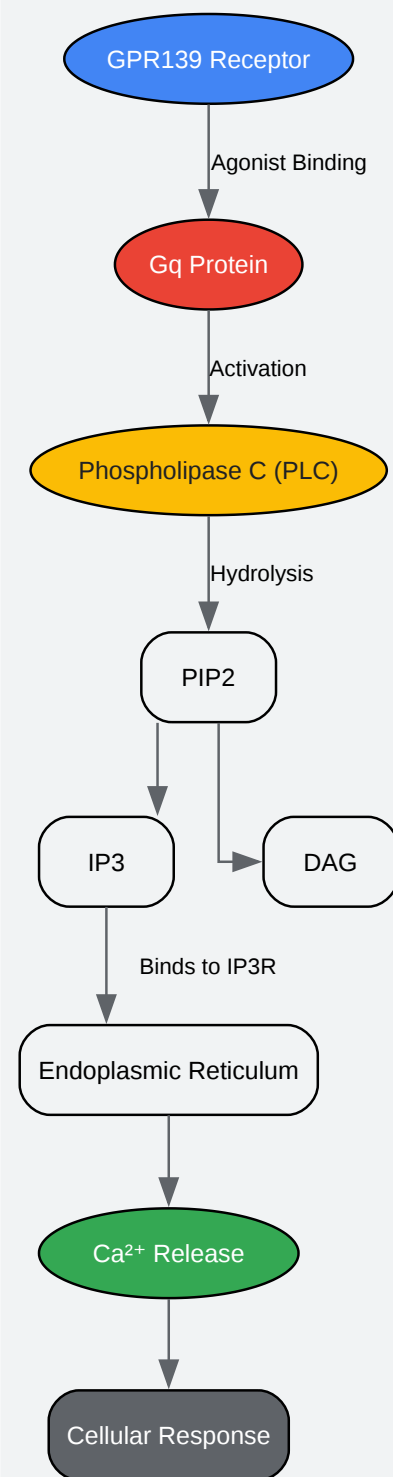 GPR139 Receptor
Agonist Binding
Gq Protein
Activation
Phospholipase C (PLC)
Hydrolysis
PIP2
IP3
DAG
Binds to IP3R
Endoplasmic Reticulum
Ca²⁺ Release
Cellular Response